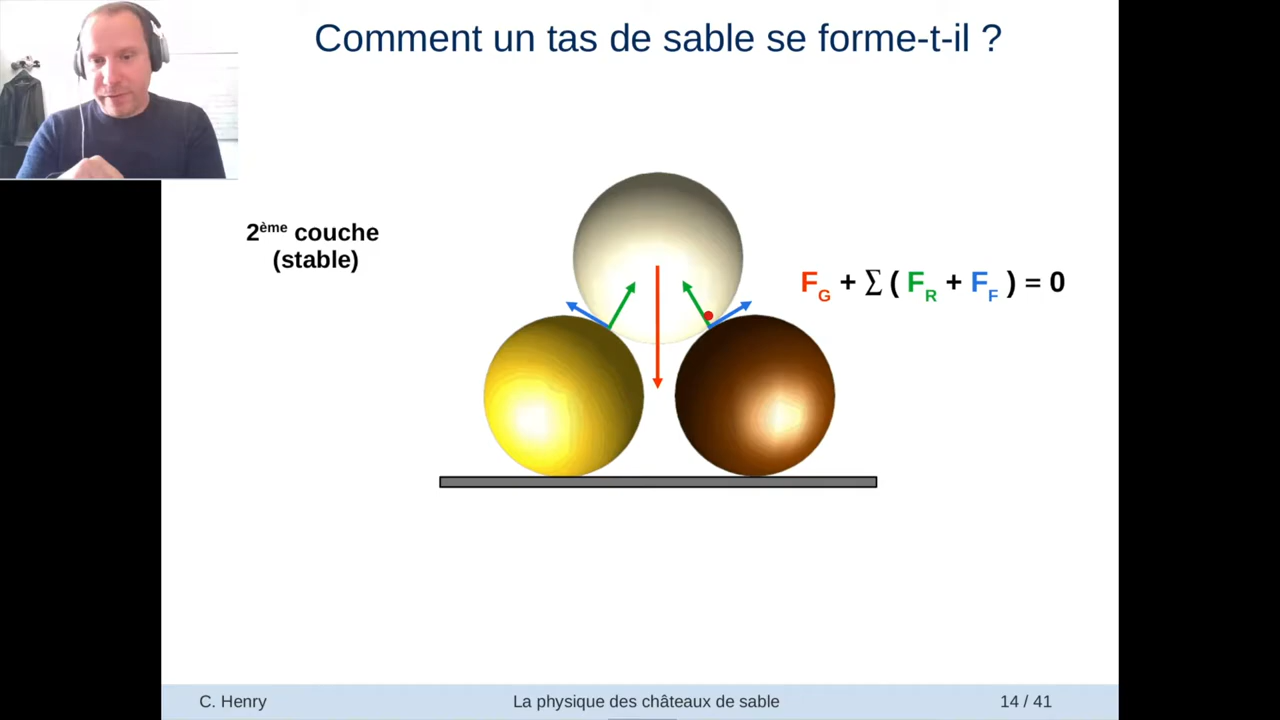 Comment un tas de sable se forme-t-il ?
2ème couche
(stable)
FG + ∑ ( FR + FF ) = 0
C. Henry
La physique des châteaux de sable
14 / 41